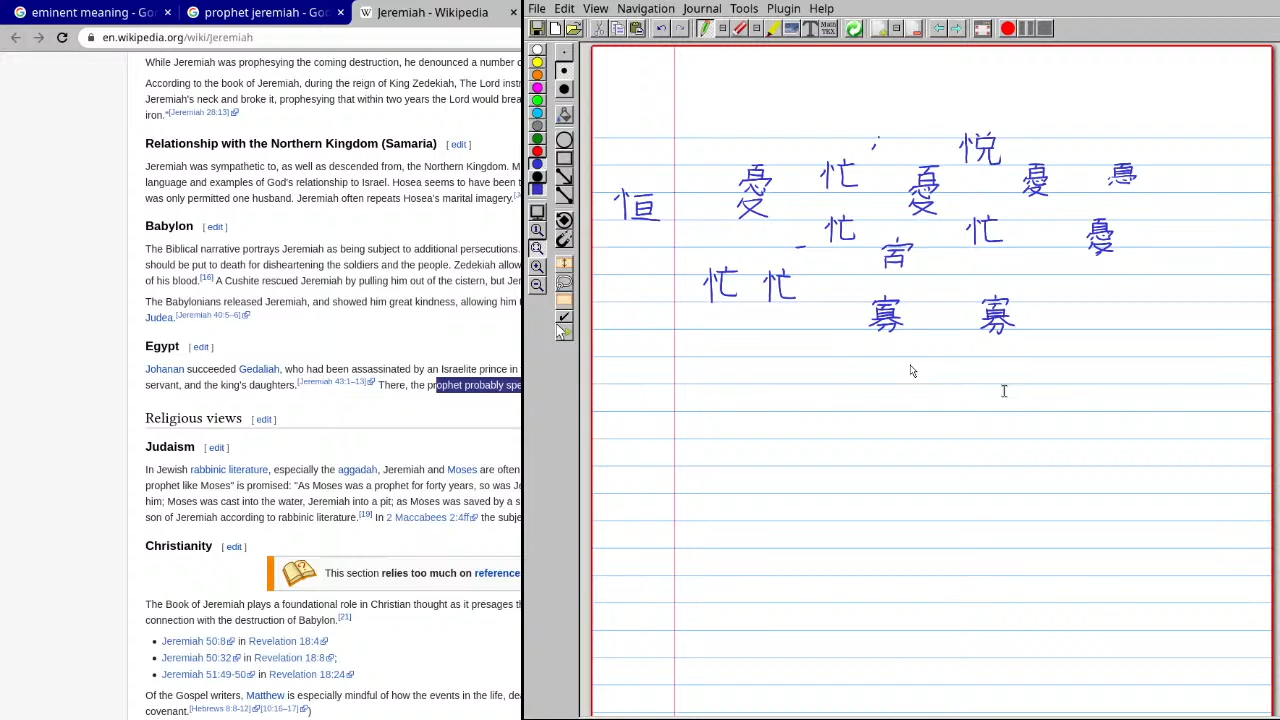 eminent meaning - Goo
prophet jeremiah - Goo
Jeremiah - Wikipedia
en.wikipedia.org/wiki/Jeremiah
While Jeremiah was prophesying the coming destruction, he denounced a number o
According to the book of Jeremiah, during the reign of King Zedekiah, The Lord instr
Jeremiah's neck and broke it, prophesying that within two years the Lord would brea
iron."[Jeremiah 28:13]
Relationship with the Northern Kingdom (Samaria) [ edit ]
Jeremiah was sympathetic to, as well as descended from, the Northern Kingdom. M
language and examples of God's relationship to Israel. Hosea seems to have been t
was only permitted one husband. Jeremiah often repeats Hosea's marital imagery.[J
Babylon [ edit ]
The Biblical narrative portrays Jeremiah as being subject to additional persecutions.
should be put to death for disheartening the soldiers and the people. Zedekiah allow
of his blood.[16] A Cushite rescued Jeremiah by pulling him out of the cistern, but Jer
The Babylonians released Jeremiah, and showed him great kindness, allowing him t
Judea.[Jeremiah 40:5–6]
Egypt [ edit ]
Johanan succeeded Gedaliah, who had been assassinated by an Israelite prince in
servant, and the king's daughters.[Jeremiah 43:1–13] There, the prophet probably spe
Religious views [ edit ]
Judaism [ edit ]
In Jewish rabbinic literature, especially the aggadah, Jeremiah and Moses are often
prophet like Moses" is promised: "As Moses was a prophet for forty years, so was Je
him; Moses was cast into the water, Jeremiah into a pit; as Moses was saved by a s
son of Jeremiah according to rabbinic literature.[19] In 2 Maccabees 2:4ff the subje
Christianity [ edit ]
This section relies too much on reference
The Book of Jeremiah plays a foundational role in Christian thought as it presages th
connection with the destruction of Babylon.[21]
• Jeremiah 50:8 in Revelation 18:4
• Jeremiah 50:32 in Revelation 18:8;
• Jeremiah 51:49-50 in Revelation 18:24
Of the Gospel writers, Matthew is especially mindful of how the events in the life, dea
covenant.[Hebrews 8:8-12][10:16–17])
File Edit View Navigation Journal Tools Plugin Help
Math TEX
悦
憂 忙 憂 憂
恒
忙 忙 憂
忙 忙
寡 寡